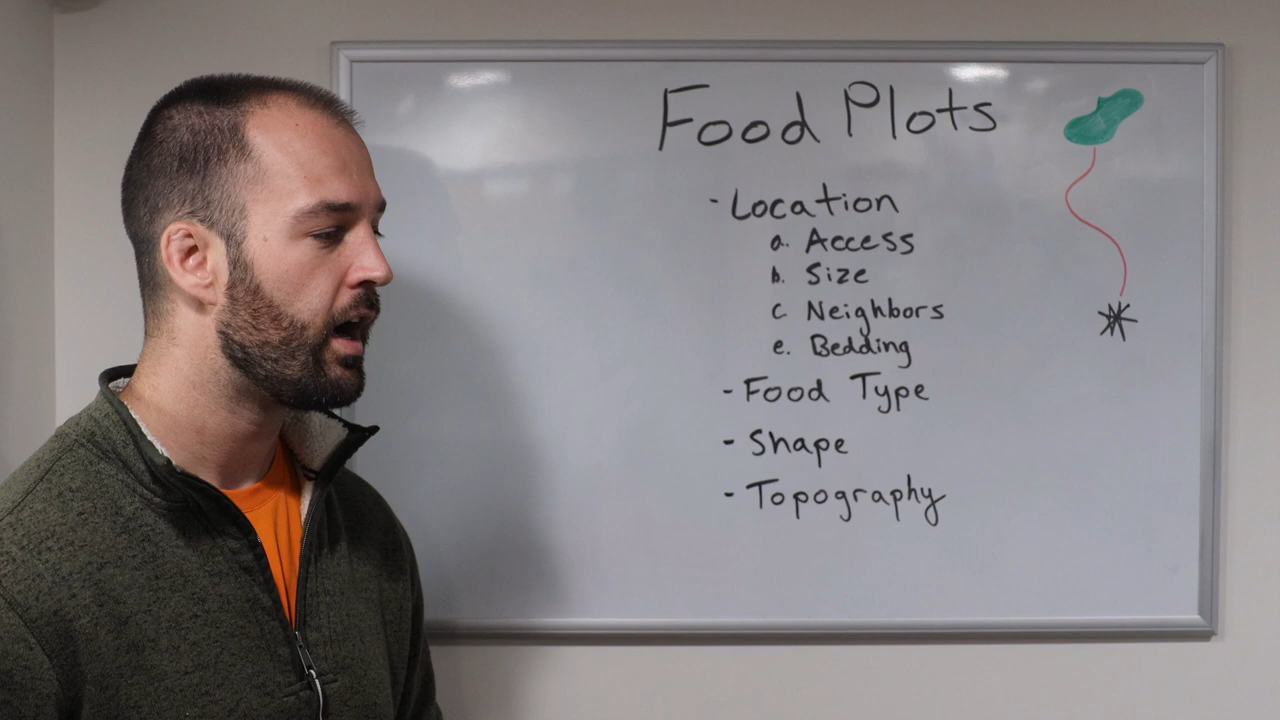 Food Plots
- Location
a. Access
b. Size
c Neighbors
e. Bedding
- Food Type
- Shape
- Topography